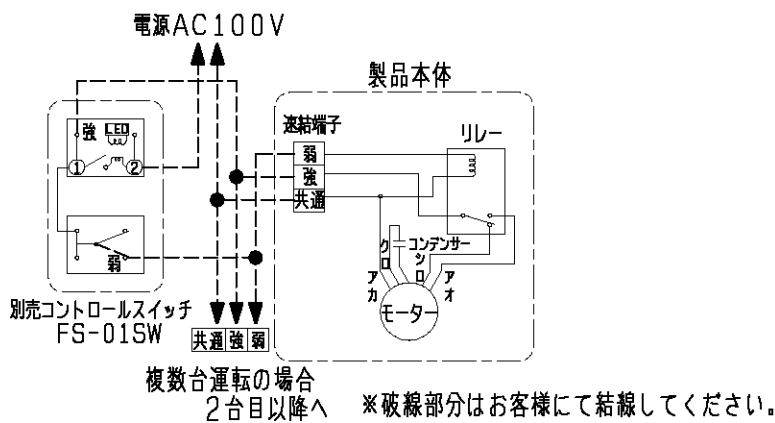 電源AC100V
製品本体
速結端子
リレー
強 LED
① ②
弱
強
共通
弱
クロ
コンデンサー
シロ
アカ
アオ
モーター
別売コントロールスイッチ
FS-01SW
共通 強 弱
複数台運転の場合
2台目以降へ
※破線部分はお客様にて結線してください。